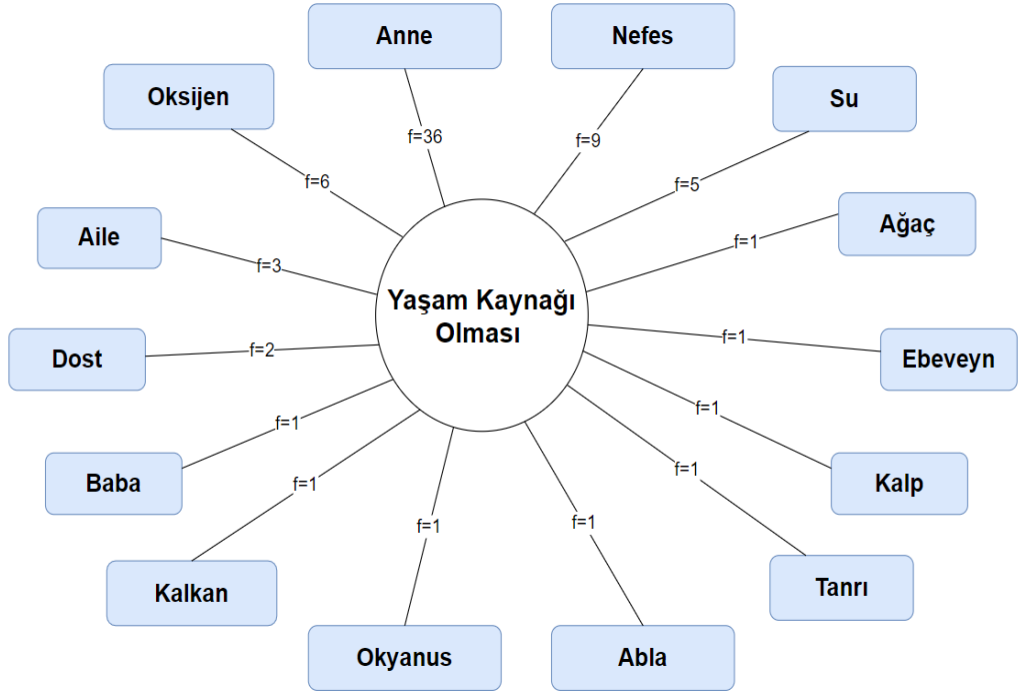 Anne
Nefes
Oksijen
Su
f=36
f=9
f=6
f=5
Aile
Ağaç
f=3
f=1
Yaşam Kaynağı
Olması
Dost
f=2
f=1
Ebeveyn
Baba
f=1
f=1
Kalp
Kalkan
f=1
f=1
Tanrı
f=1
f=1
Okyanus
Abla